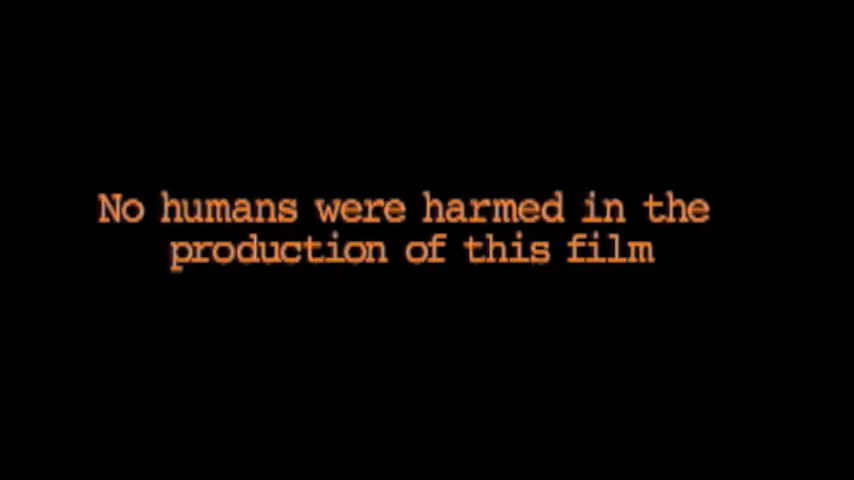 No humans were harmed in the
production of this film